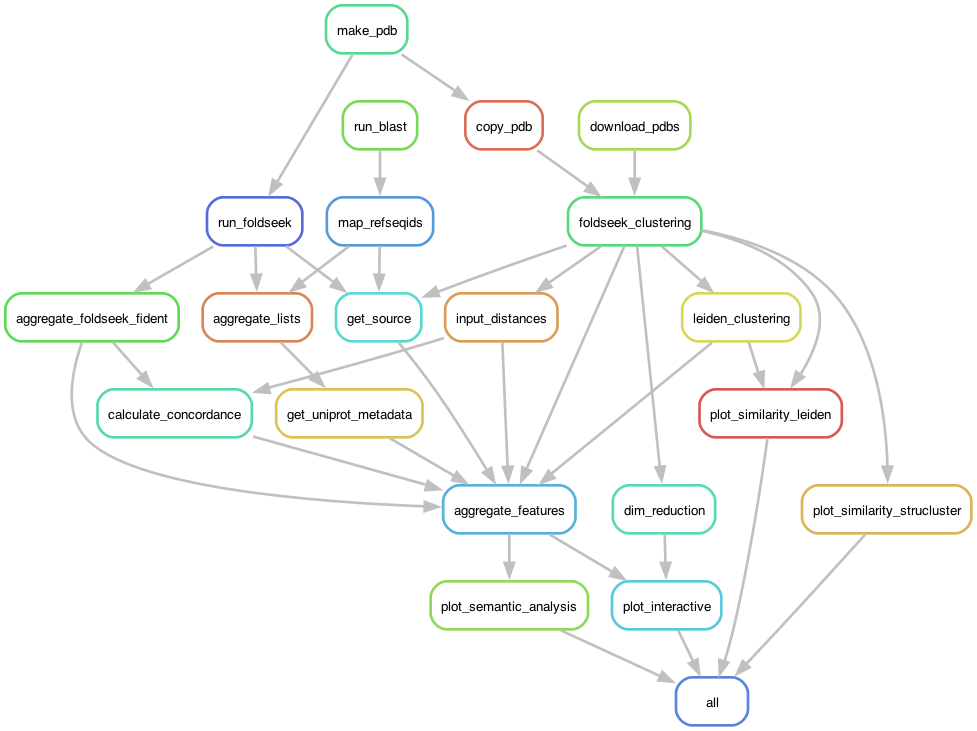 make_pdb
run_blast
copy_pdb
download_pdbs
run_foldseek
map_refseqids
foldseek_clustering
aggregate_foldseek_fident
aggregate_lists
get_source
input_distances
leiden_clustering
calculate_concordance
get_uniprot_metadata
plot_similarity_leiden
aggregate_features
dim_reduction
plot_similarity_strucluster
plot_semantic_analysis
plot_interactive
all